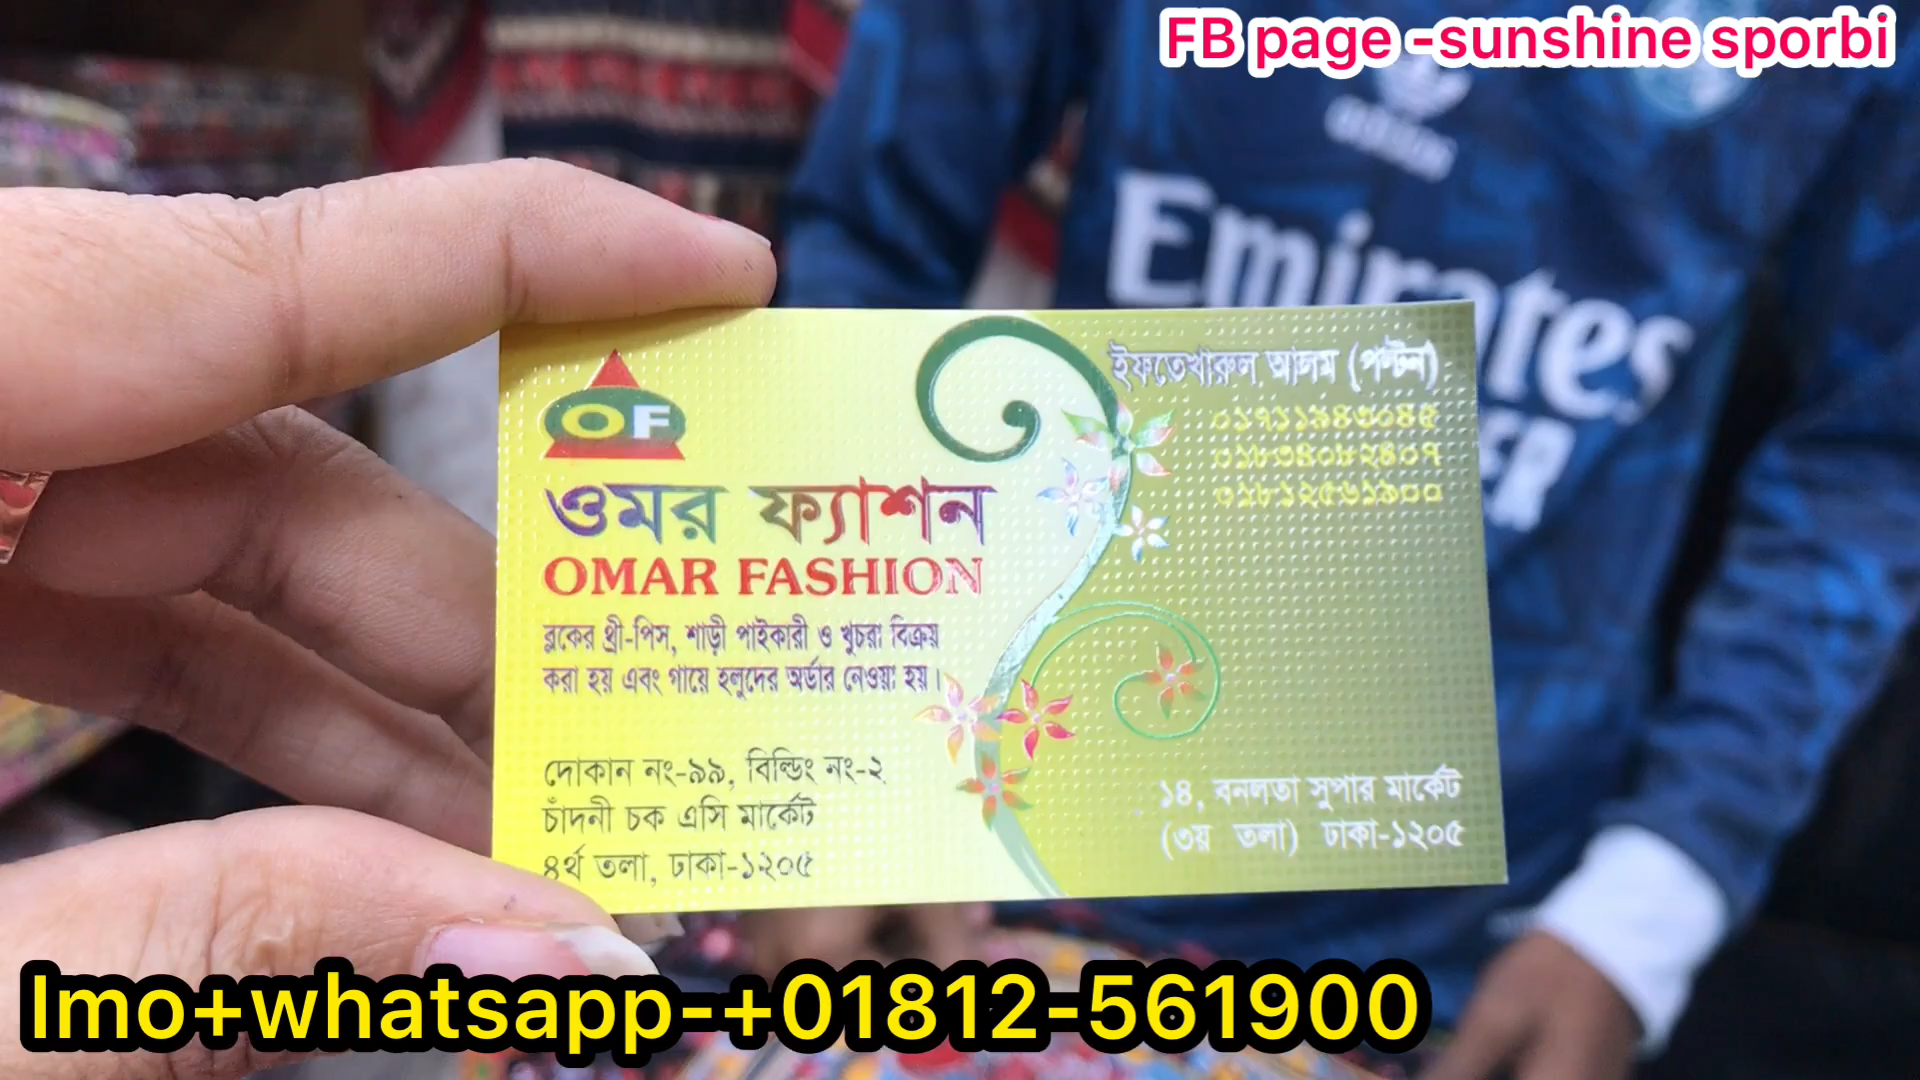 FB page -sunshine sporbi
adidas
Emirates
OF
ওমর ফ্যাশন
OMAR FASHION
ব্লকের থ্রী-পিস, শাড়ী পাইকারী ও খুচরা বিক্রয়
করা হয় এবং গায়ে হলুদের অর্ডার নেওয়া হয়।
দোকান নং-৯৯, বিল্ডিং নং-২
চাঁদনী চক এসি মার্কেট
৪র্থ তলা, ঢাকা-১২০৫
ইফতেখারুল আলম (পল্টন)
০১৭১১৯৪৩০৪৫
০১৮৩৪০৮২৪০৭
০১৮১২৫৬১৯০০
১৪, বনলতা সুপার মার্কেট
(৩য় তলা) ঢাকা-১২০৫
Imo+whatsapp-+01812-561900